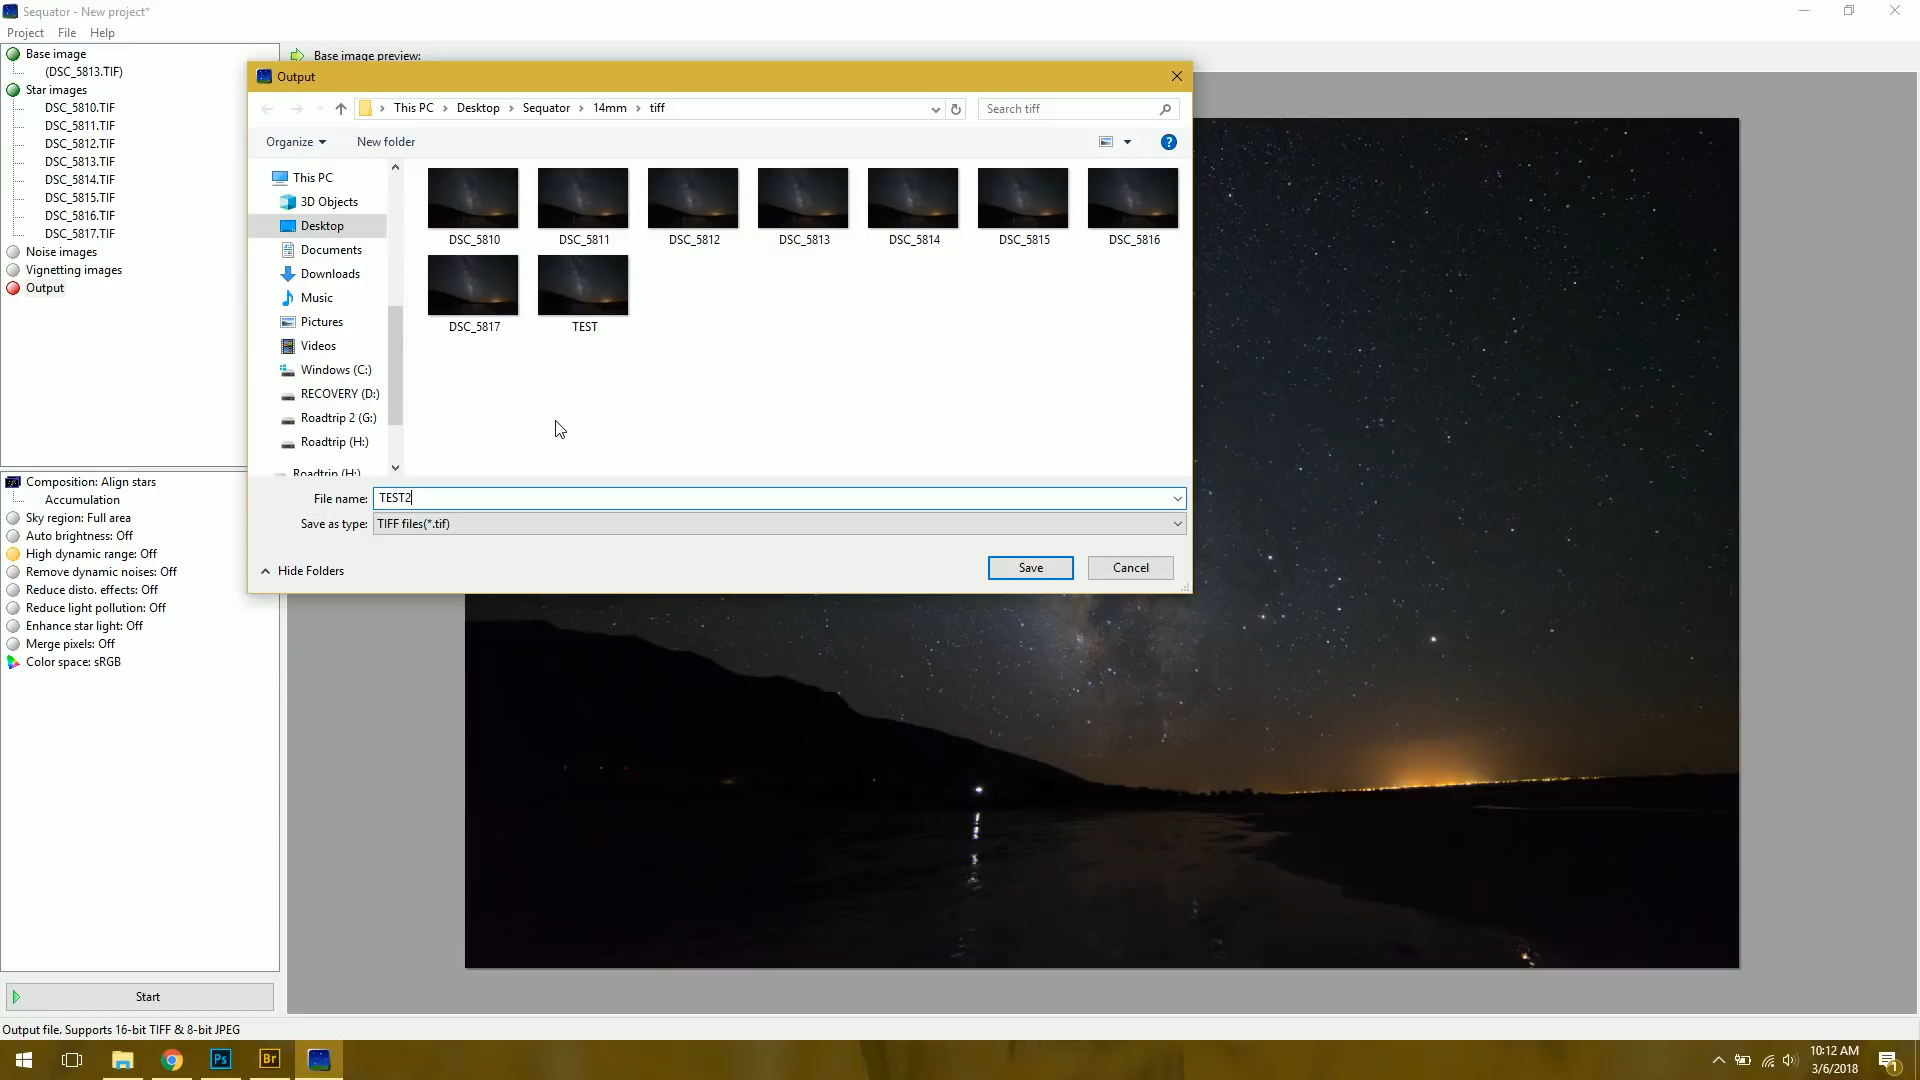 Sequator - New project*
Project File Help
Base image
(DSC_5813.TIF)
Star images
DSC_5810.TIF
DSC_5811.TIF
DSC_5812.TIF
DSC_5813.TIF
DSC_5814.TIF
DSC_5815.TIF
DSC_5816.TIF
DSC_5817.TIF
Noise images
Vignetting images
Output
Composition: Align stars
Accumulation
Sky region: Full area
Auto brightness: Off
High dynamic range: Off
Remove dynamic noises: Off
Reduce disto. effects: Off
Reduce light pollution: Off
Enhance star light: Off
Merge pixels: Off
Color space: sRGB
Start
Output file. Supports 16-bit TIFF & 8-bit JPEG
Base image preview:
Output
This PC > Desktop > Sequator > 14mm > tiff
Search tiff
Organize New folder
This PC
3D Objects
Desktop
Documents
Downloads
Music
Pictures
Videos
Windows (C:)
RECOVERY (D:)
Roadtrip 2 (G:)
Roadtrip (H:)
Roadtrip (H:)
DSC_5810 DSC_5811 DSC_5812 DSC_5813 DSC_5814 DSC_5815 DSC_5816
DSC_5817 TEST
File name: TEST2
Save as type: TIFF files(*.tif)
Hide Folders
Save Cancel
Ps Br
10:12 AM
3/6/2018
1